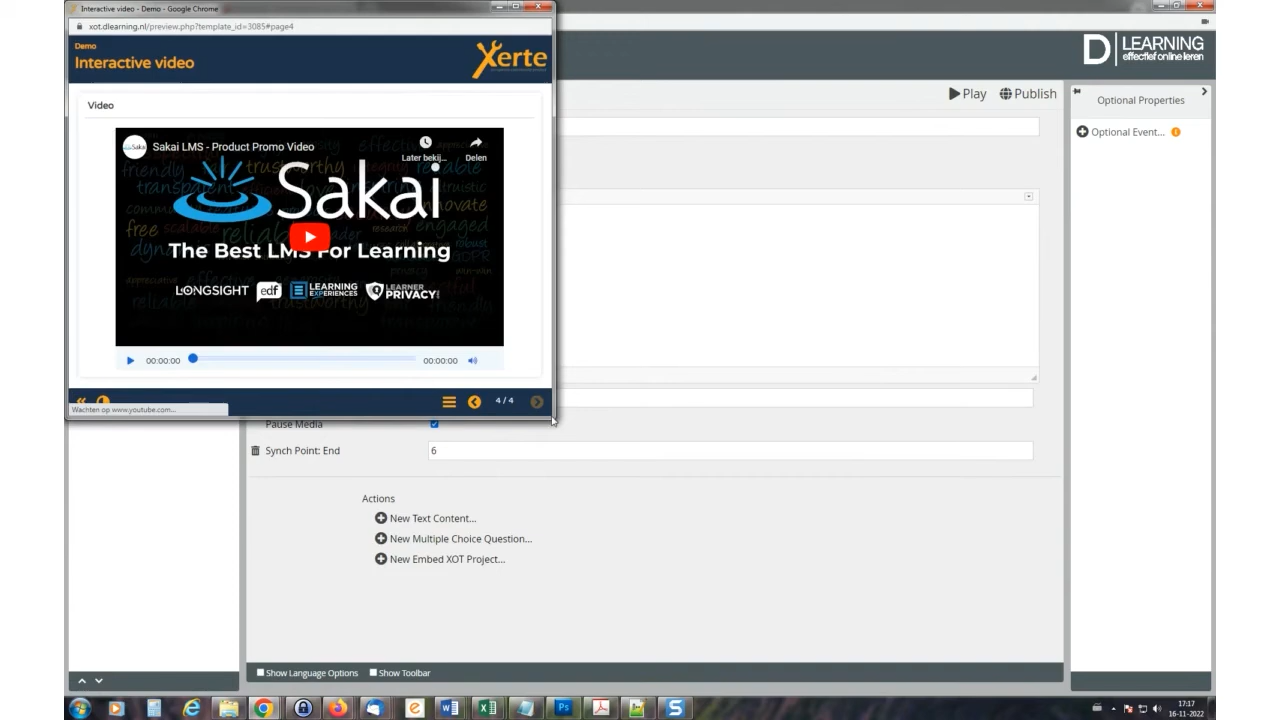 Interactive video - Demo - Google Chrome
xot.dlearning.nl/preview.php?template_id=3085#page4
Demo
Interactive video
Xerte
Video
Sakai LMS - Product Promo Video
Later bekij...
Delen
Sakai
The Best LMS For Learning
LONGSIGHT
edf
LEARNING
EXPERIENCES
LEARNER
PRIVACY
00:00:00
00:00:00
4 / 4
Wachten op www.youtube.com...
D LEARNING
effectief online leren
Play
Publish
Optional Properties
Optional Event...
Pause Media
Synch Point: End
6
Actions
New Text Content...
New Multiple Choice Question...
New Embed XOT Project...
Show Language Options
Show Toolbar
17:17
16-11-2022